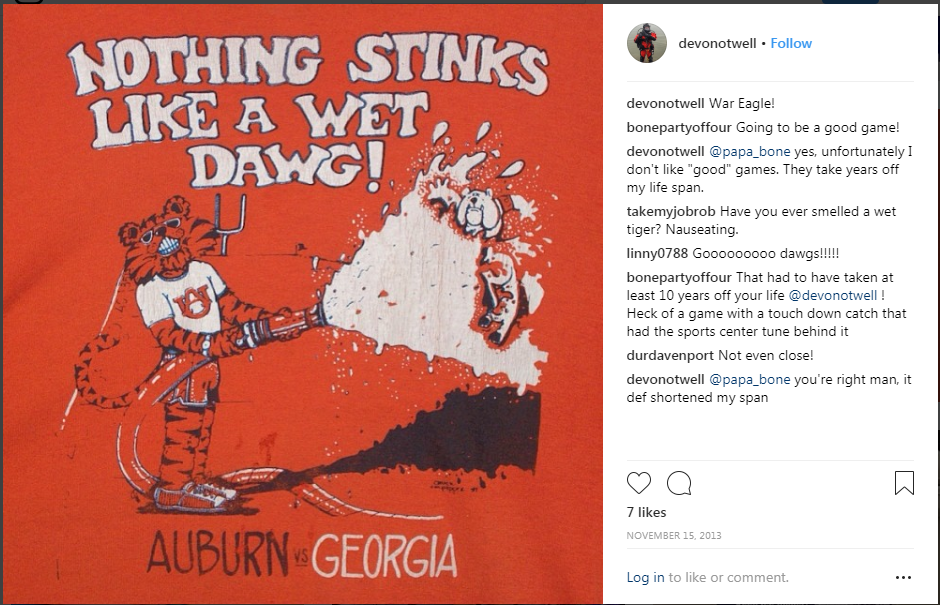 NOTHING STINKS
LIKE A WET
DAWG!
AU
AUBURN VS GEORGIA
devonotwell • Follow
devonotwell War Eagle!
bonepartyoffour Going to be a good game!
devonotwell @papa_bone yes, unfortunately I
don't like "good" games. They take years off
my life span.
takemyjobrob Have you ever smelled a wet
tiger? Nauseating.
linny0788 Gooooooooo dawgs!!!!!
bonepartyoffour That had to have taken at
least 10 years off your life @devonotwell !
Heck of a game with a touch down catch that
had the sports center tune behind it
durdavenport Not even close!
devonotwell @papa_bone you're right man, it
def shortened my span
7 likes
NOVEMBER 15, 2013
Log in to like or comment.